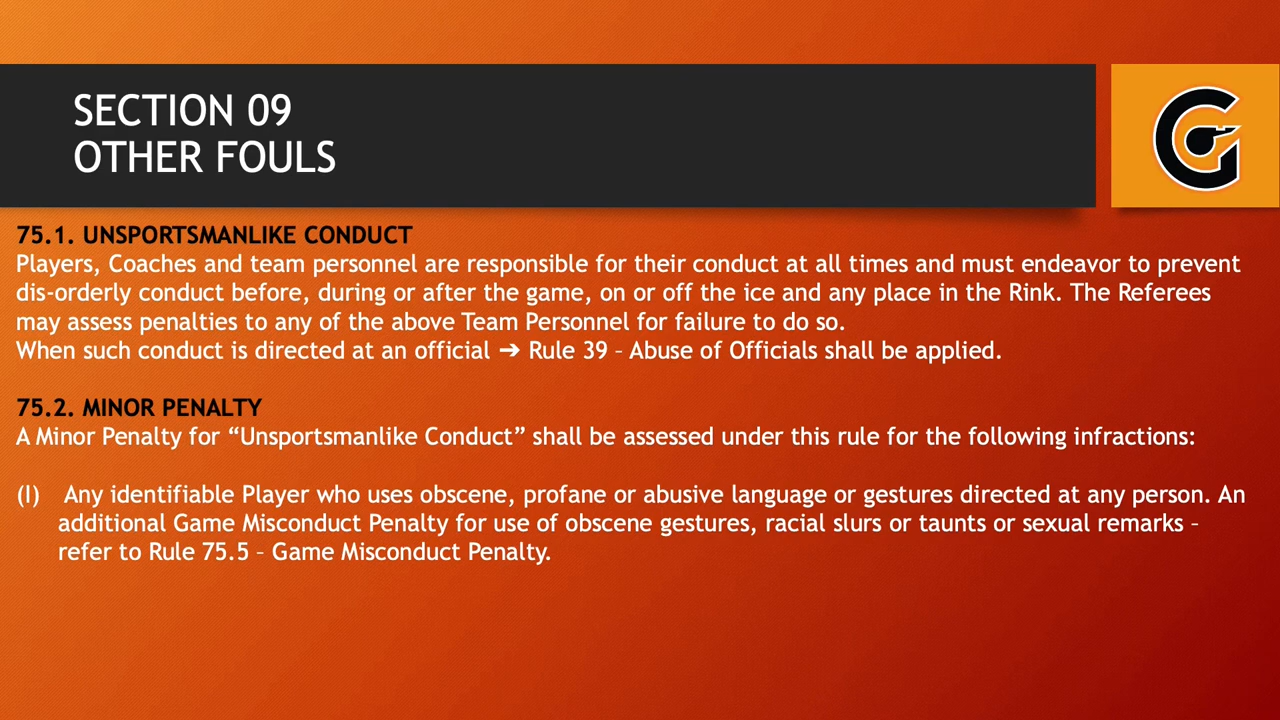 SECTION 09
OTHER FOULS
75.1. UNSPORTSMANLIKE CONDUCT
Players, Coaches and team personnel are responsible for their conduct at all times and must endeavor to prevent
dis-orderly conduct before, during or after the game, on or off the ice and any place in the Rink. The Referees
may assess penalties to any of the above Team Personnel for failure to do so.
When such conduct is directed at an official ➔ Rule 39 – Abuse of Officials shall be applied.
75.2. MINOR PENALTY
A Minor Penalty for “Unsportsmanlike Conduct” shall be assessed under this rule for the following infractions:
(I) Any identifiable Player who uses obscene, profane or abusive language or gestures directed at any person. An
additional Game Misconduct Penalty for use of obscene gestures, racial slurs or taunts or sexual remarks –
refer to Rule 75.5 – Game Misconduct Penalty.